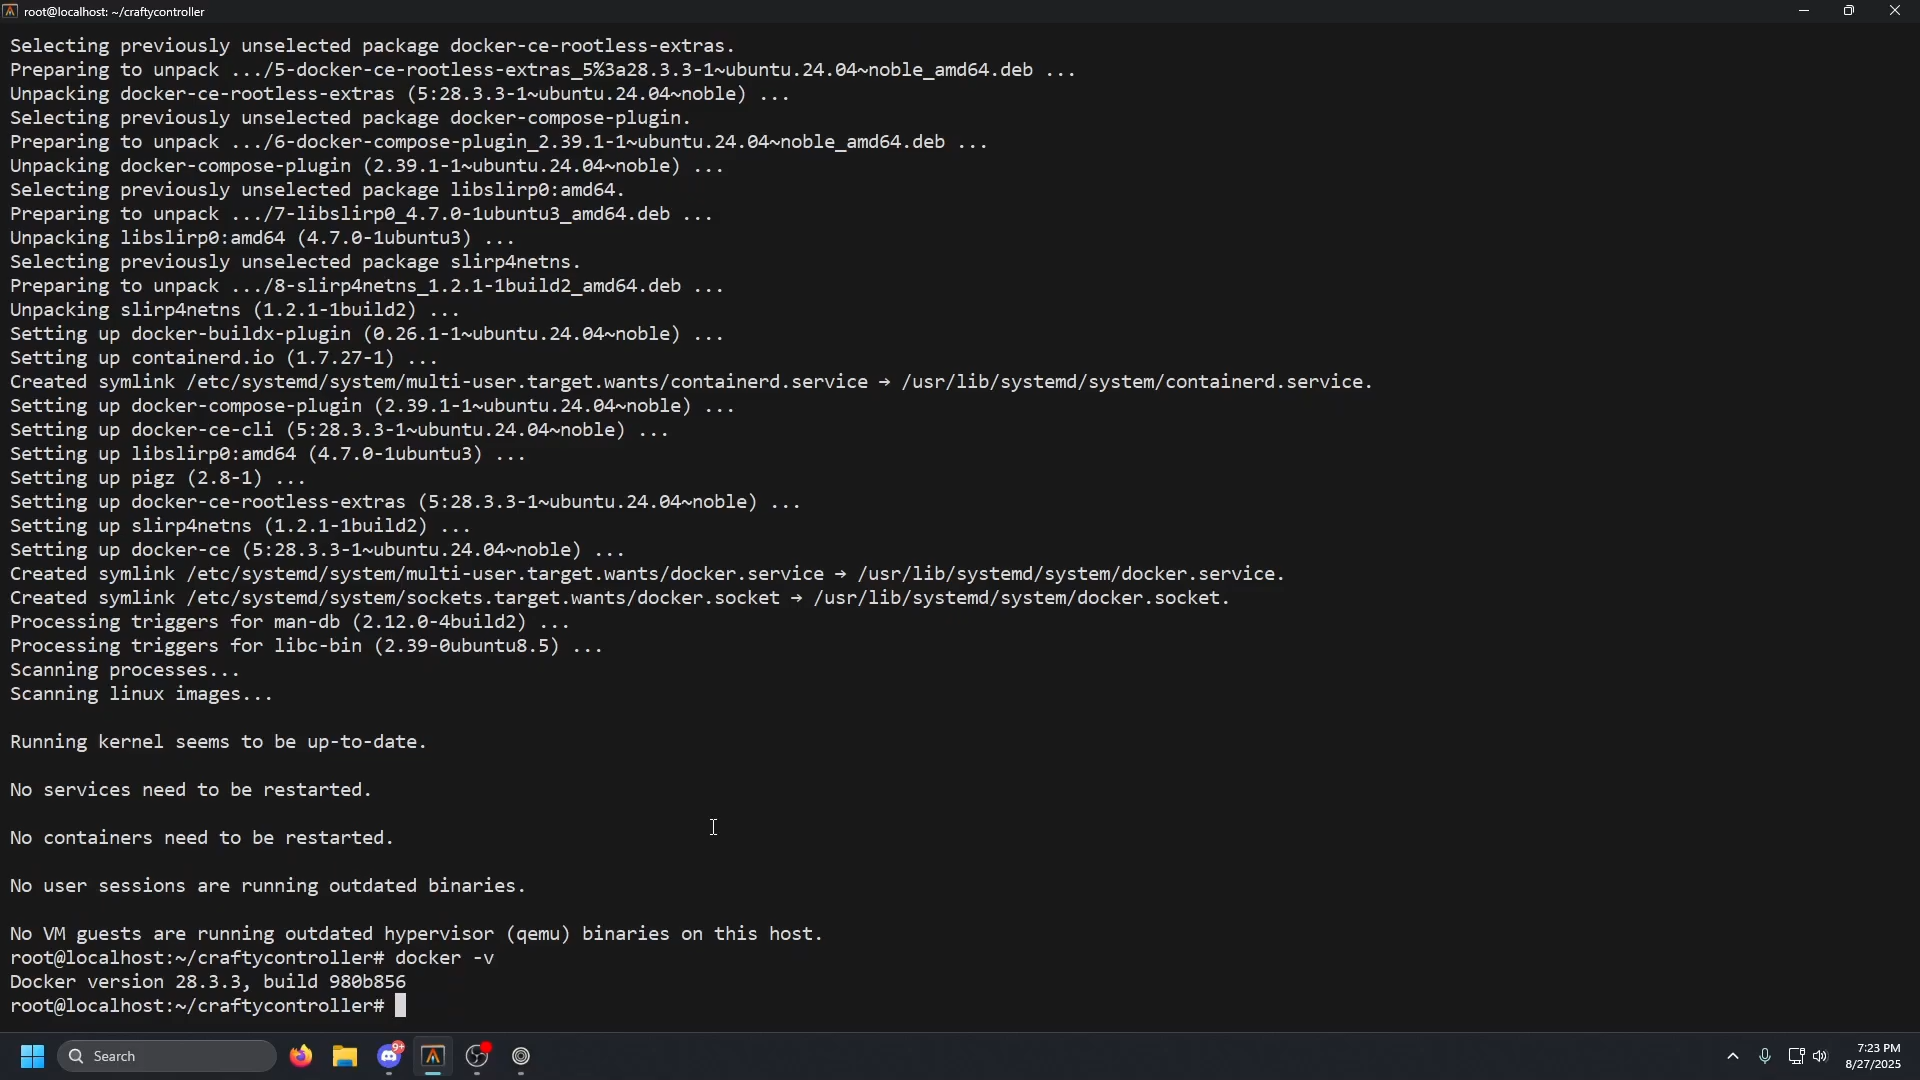 root@localhost: ~/craftycontroller
Selecting previously unselected package docker-ce-rootless-extras.
Preparing to unpack .../5-docker-ce-rootless-extras_5%3a28.3.3-1~ubuntu.24.04~noble_amd64.deb ...
Unpacking docker-ce-rootless-extras (5:28.3.3-1~ubuntu.24.04~noble) ...
Selecting previously unselected package docker-compose-plugin.
Preparing to unpack .../6-docker-compose-plugin_2.39.1-1~ubuntu.24.04~noble_amd64.deb ...
Unpacking docker-compose-plugin (2.39.1-1~ubuntu.24.04~noble) ...
Selecting previously unselected package libslirp0:amd64.
Preparing to unpack .../7-libslirp0_4.7.0-1ubuntu3_amd64.deb ...
Unpacking libslirp0:amd64 (4.7.0-1ubuntu3) ...
Selecting previously unselected package slirp4netns.
Preparing to unpack .../8-slirp4netns_1.2.1-1build2_amd64.deb ...
Unpacking slirp4netns (1.2.1-1build2) ...
Setting up docker-buildx-plugin (0.26.1-1~ubuntu.24.04~noble) ...
Setting up containerd.io (1.7.27-1) ...
Created symlink /etc/systemd/system/multi-user.target.wants/containerd.service → /usr/lib/systemd/system/containerd.service.
Setting up docker-compose-plugin (2.39.1-1~ubuntu.24.04~noble) ...
Setting up docker-ce-cli (5:28.3.3-1~ubuntu.24.04~noble) ...
Setting up libslirp0:amd64 (4.7.0-1ubuntu3) ...
Setting up pigz (2.8-1) ...
Setting up docker-ce-rootless-extras (5:28.3.3-1~ubuntu.24.04~noble) ...
Setting up slirp4netns (1.2.1-1build2) ...
Setting up docker-ce (5:28.3.3-1~ubuntu.24.04~noble) ...
Created symlink /etc/systemd/system/multi-user.target.wants/docker.service → /usr/lib/systemd/system/docker.service.
Created symlink /etc/systemd/system/sockets.target.wants/docker.socket → /usr/lib/systemd/system/docker.socket.
Processing triggers for man-db (2.12.0-4build2) ...
Processing triggers for libc-bin (2.39-0ubuntu8.5) ...
Scanning processes...
Scanning linux images...
Running kernel seems to be up-to-date.
No services need to be restarted.
No containers need to be restarted.
No user sessions are running outdated binaries.
No VM guests are running outdated hypervisor (qemu) binaries on this host.
root@localhost:~/craftycontroller# docker -v
Docker version 28.3.3, build 980b856
root@localhost:~/craftycontroller#
Search
9+
7:23 PM
8/27/2025